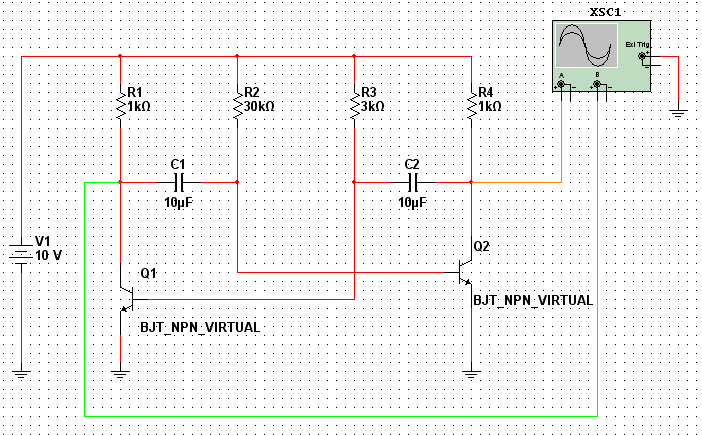 XSC1
Ext Trig
+
–
A
B
+ – + –
R1
1kΩ
R2
30kΩ
R3
3kΩ
R4
1kΩ
C1
10µF
C2
10µF
V1
10 V
Q1
BJT_NPN_VIRTUAL
Q2
BJT_NPN_VIRTUAL